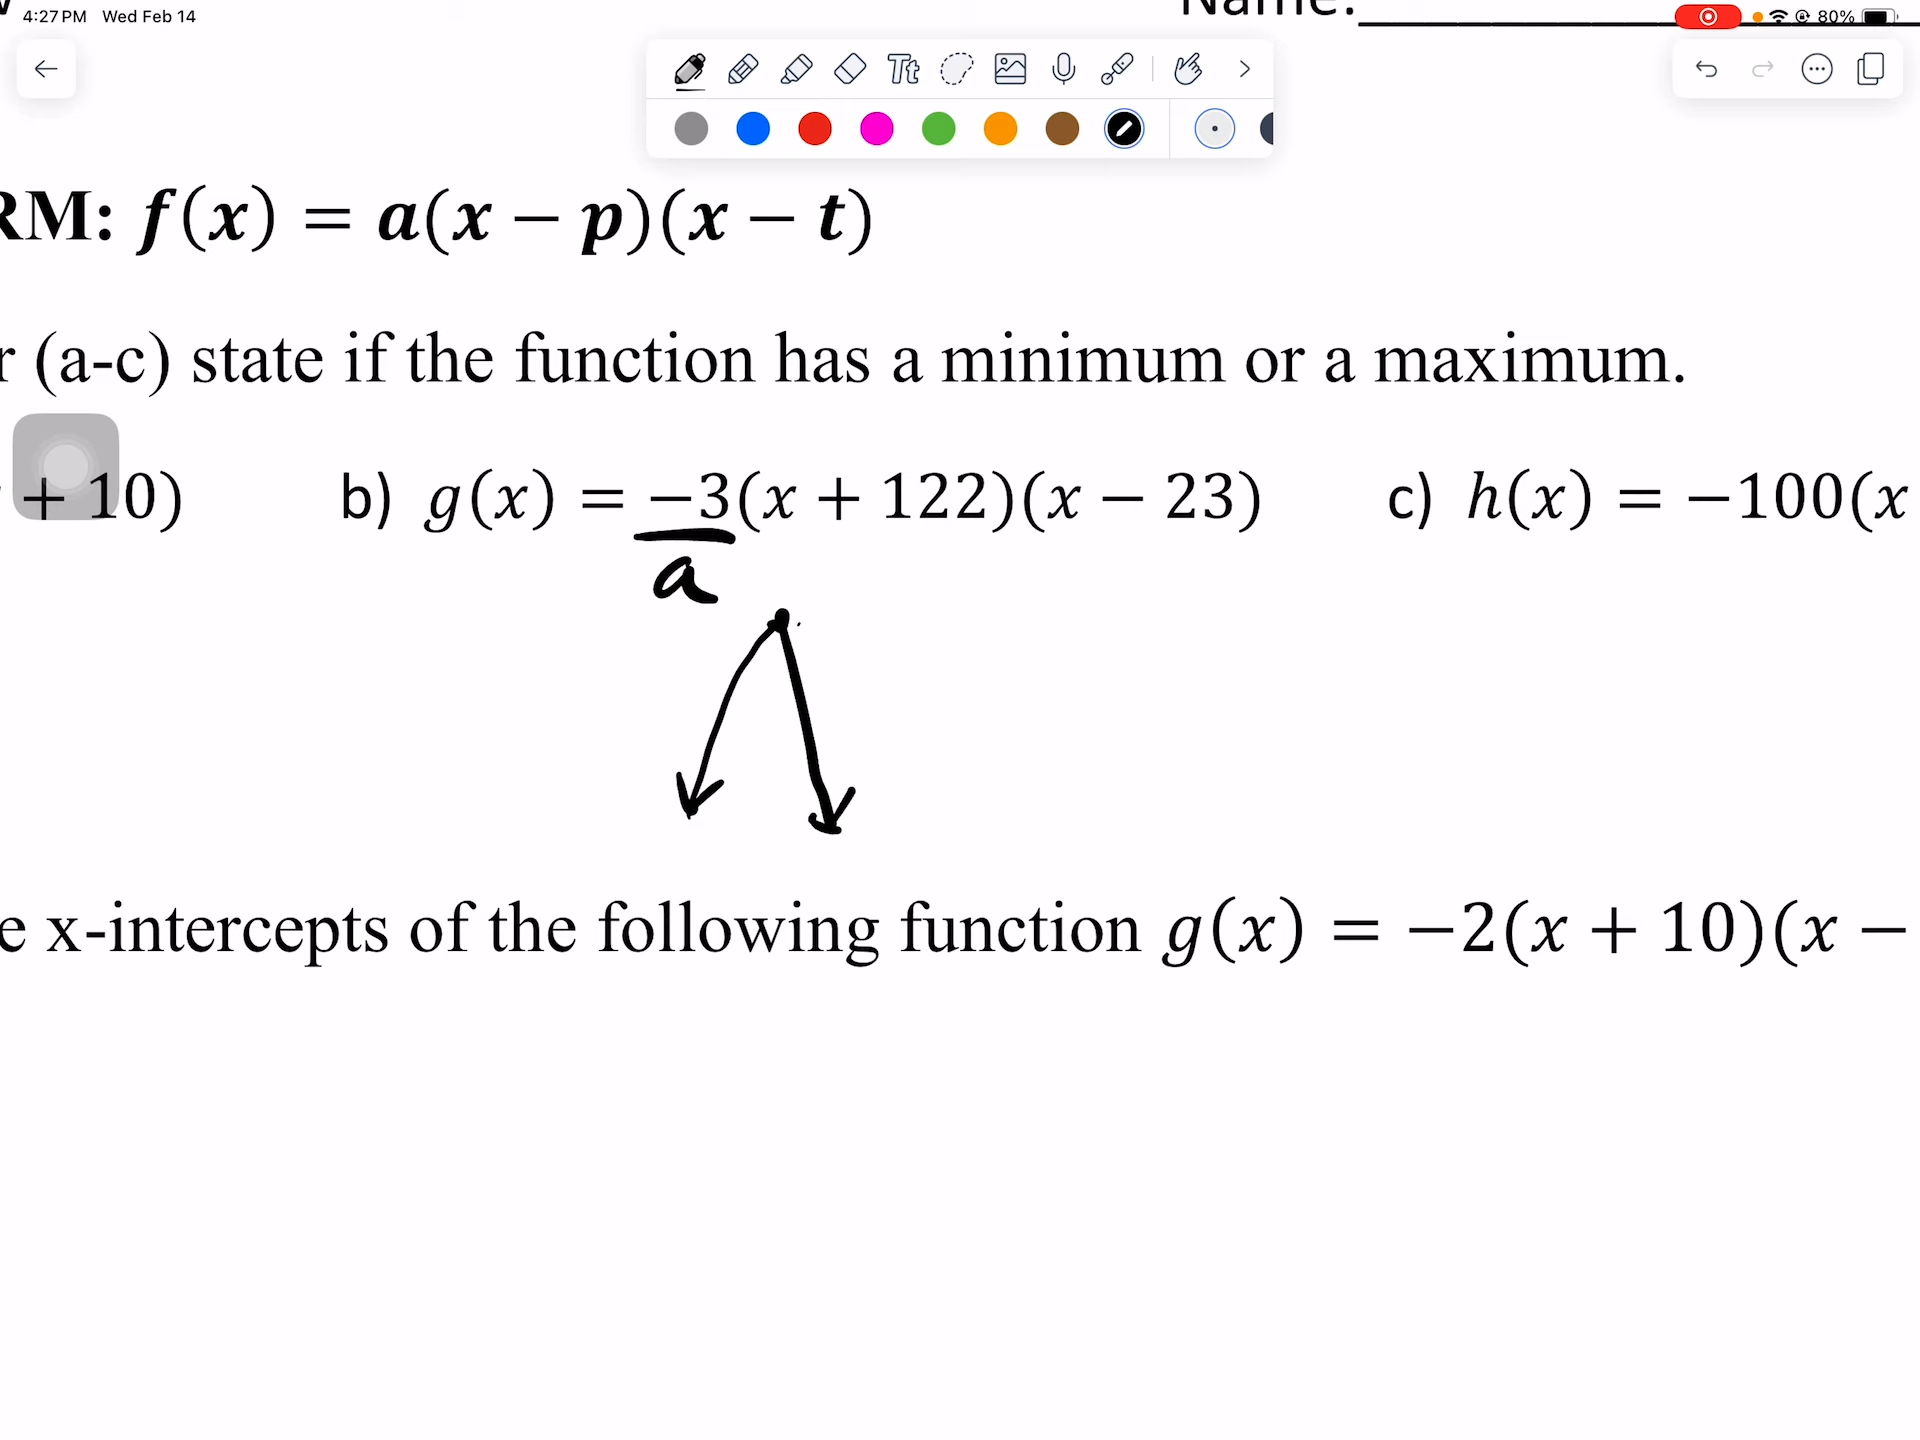 4:27 PM Wed Feb 14
80%
Name:
Tt
RM: f(x) = a(x − p)(x − t)
r (a-c) state if the function has a minimum or a maximum.
+ 10)
b) g(x) = −3(x + 122)(x − 23)
c) h(x) = −100(x
a
e x-intercepts of the following function g(x) = −2(x + 10)(x −